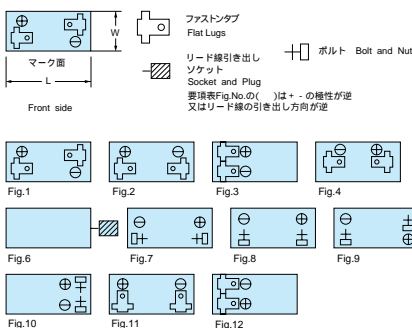 ⊕
⊖
W
マーク面
L
Front side
ファストンタブ
Flat Lugs
リード線引き出し
ソケット
Socket and Plug
ボルト Bolt and Nut
要項表Fig.No.の( )は+ - の極性が逆
又はリード線の引き出し方向が逆
⊕ ⊖
Fig.1
⊕ ⊖
Fig.2
⊕ ⊖
Fig.3
⊖ ⊕
Fig.4
Fig.6
⊖ ⊕
Fig.7
⊖ ⊕
Fig.8
⊖ ⊕
Fig.9
⊕ ⊖
Fig.10
⊕ ⊖
Fig.11
⊕ ⊖
Fig.12